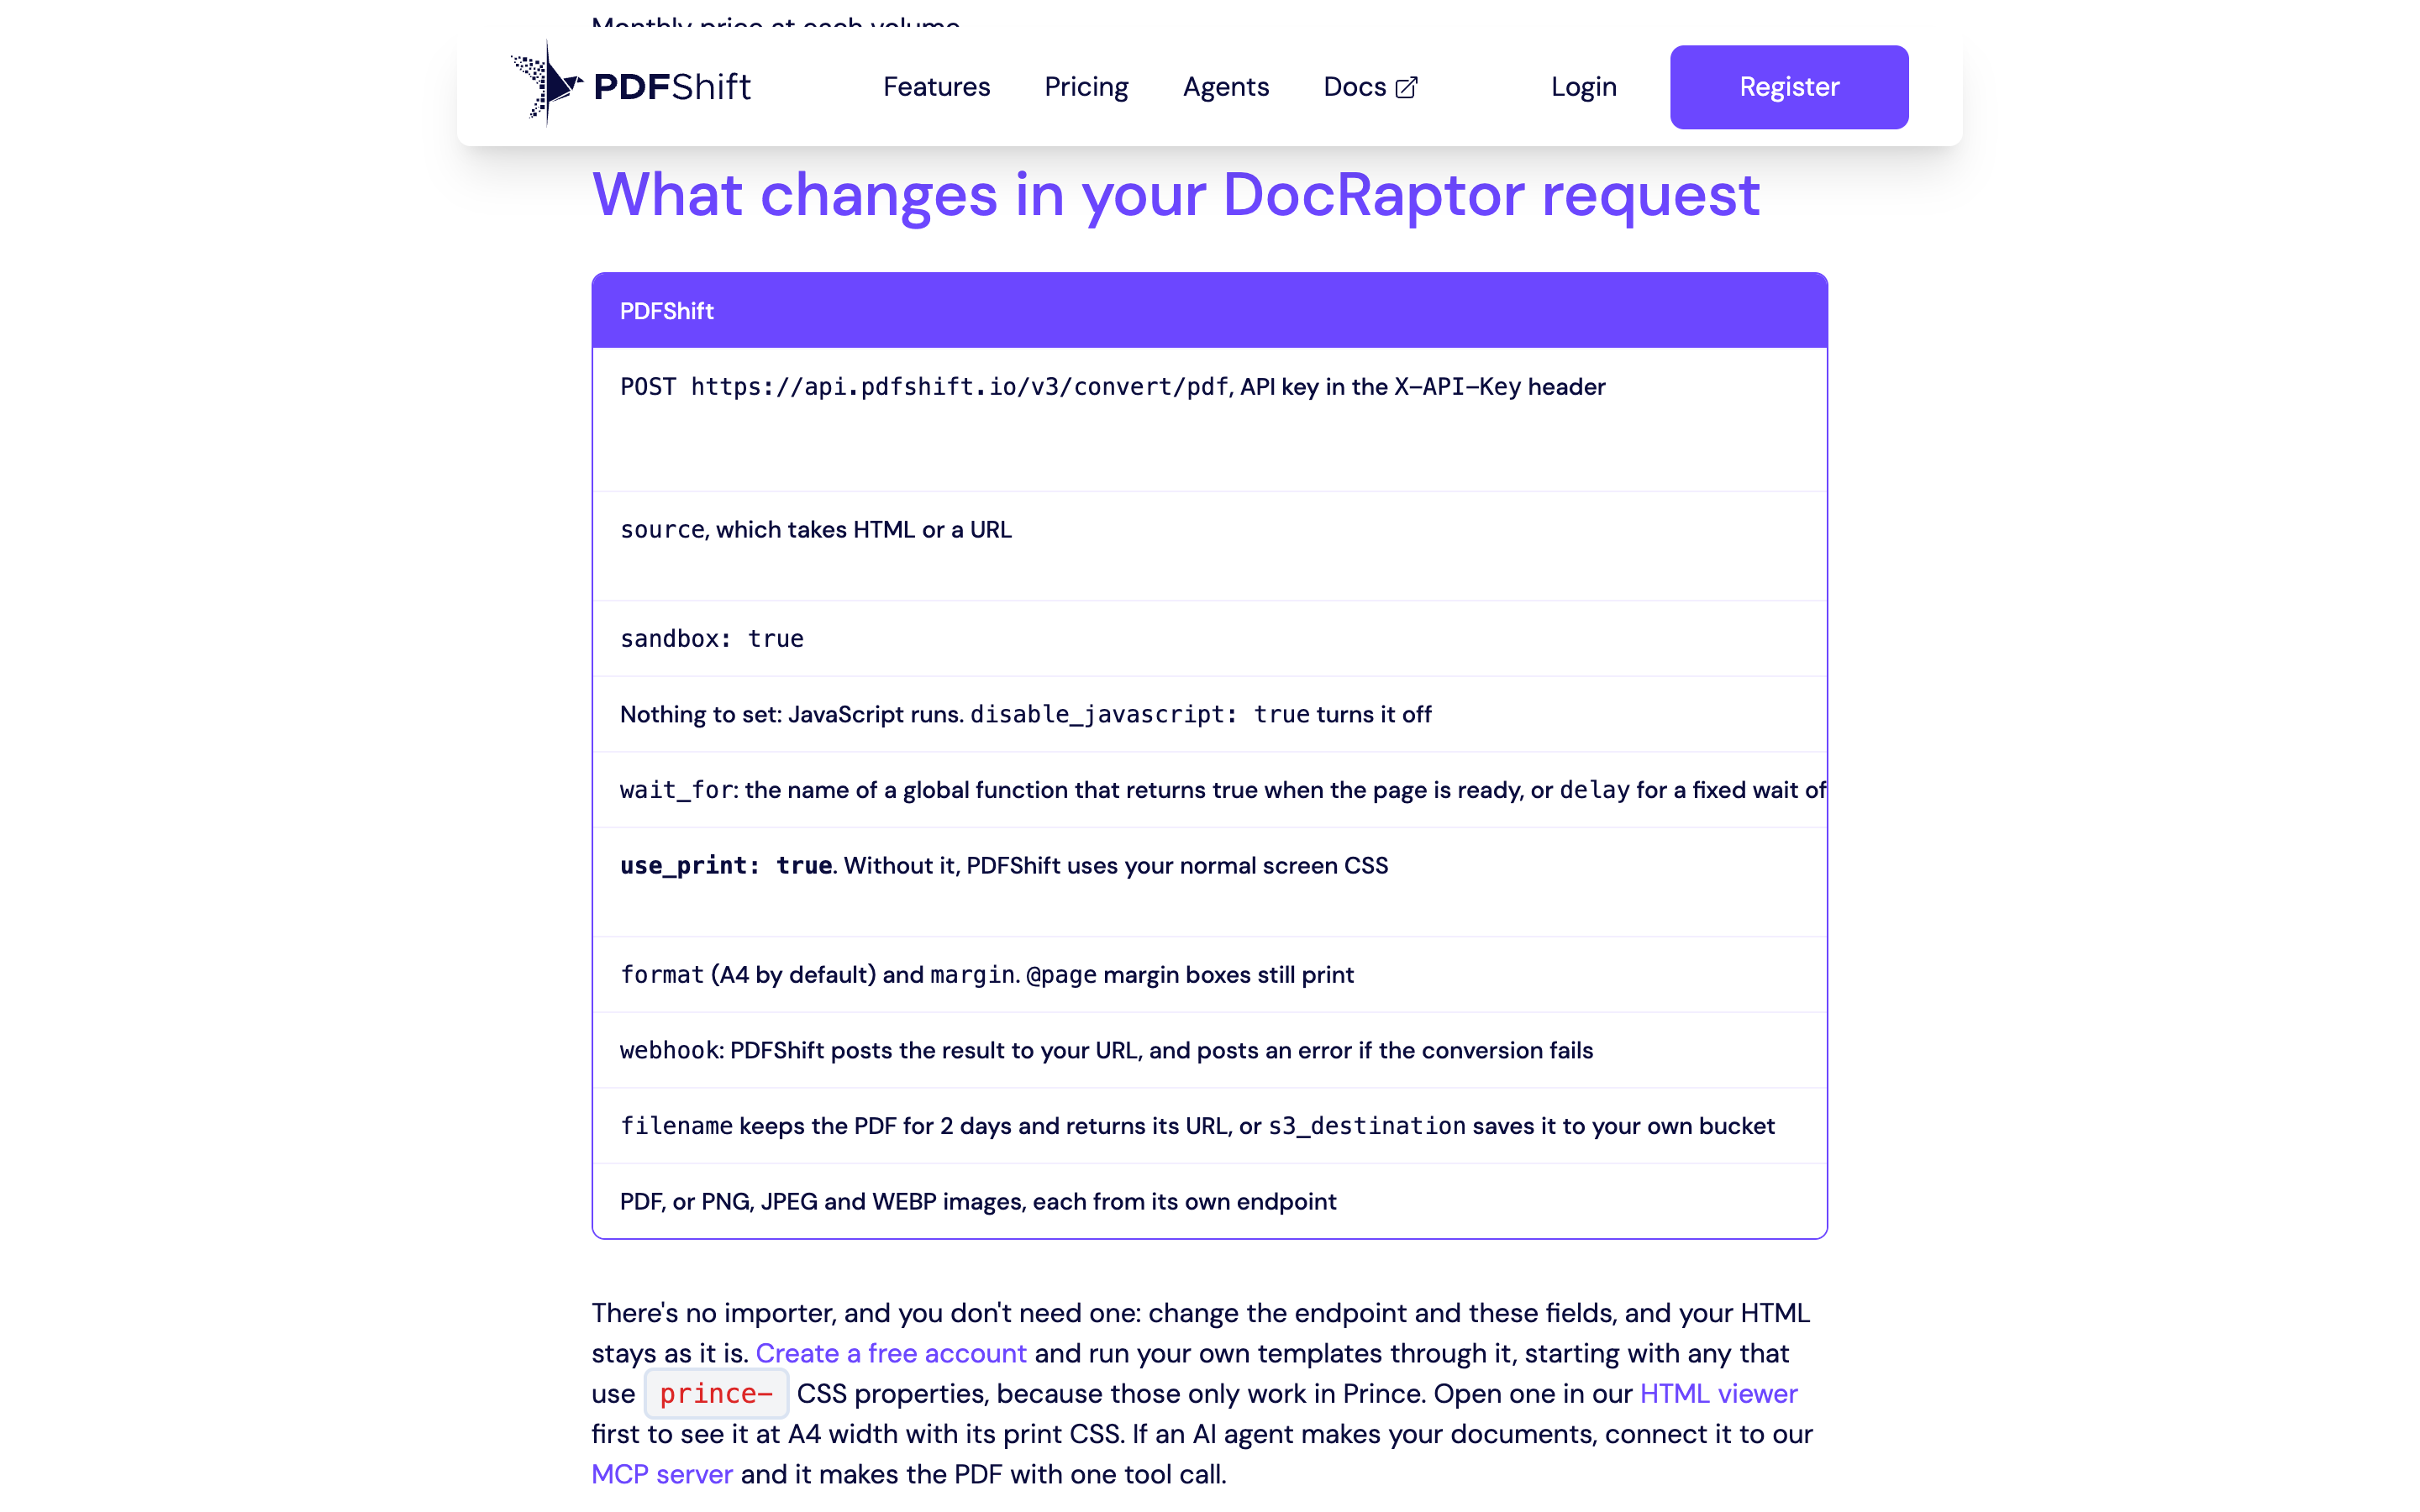 Monthly price at each volume
PDFShift
Features
Pricing
Agents
Docs
Login
Register
What changes in your DocRaptor request
PDFShift
POST https://api.pdfshift.io/v3/convert/pdf, API key in the X-API-Key header
source, which takes HTML or a URL
sandbox: true
Nothing to set: JavaScript runs. disable_javascript: true turns it off
wait_for: the name of a global function that returns true when the page is ready, or delay for a fixed wait of
use_print: true. Without it, PDFShift uses your normal screen CSS
format (A4 by default) and margin. @page margin boxes still print
webhook: PDFShift posts the result to your URL, and posts an error if the conversion fails
filename keeps the PDF for 2 days and returns its URL, or s3_destination saves it to your own bucket
PDF, or PNG, JPEG and WEBP images, each from its own endpoint
There's no importer, and you don't need one: change the endpoint and these fields, and your HTML
stays as it is. Create a free account and run your own templates through it, starting with any that
use prince- CSS properties, because those only work in Prince. Open one in our HTML viewer
first to see it at A4 width with its print CSS. If an AI agent makes your documents, connect it to our
MCP server and it makes the PDF with one tool call.